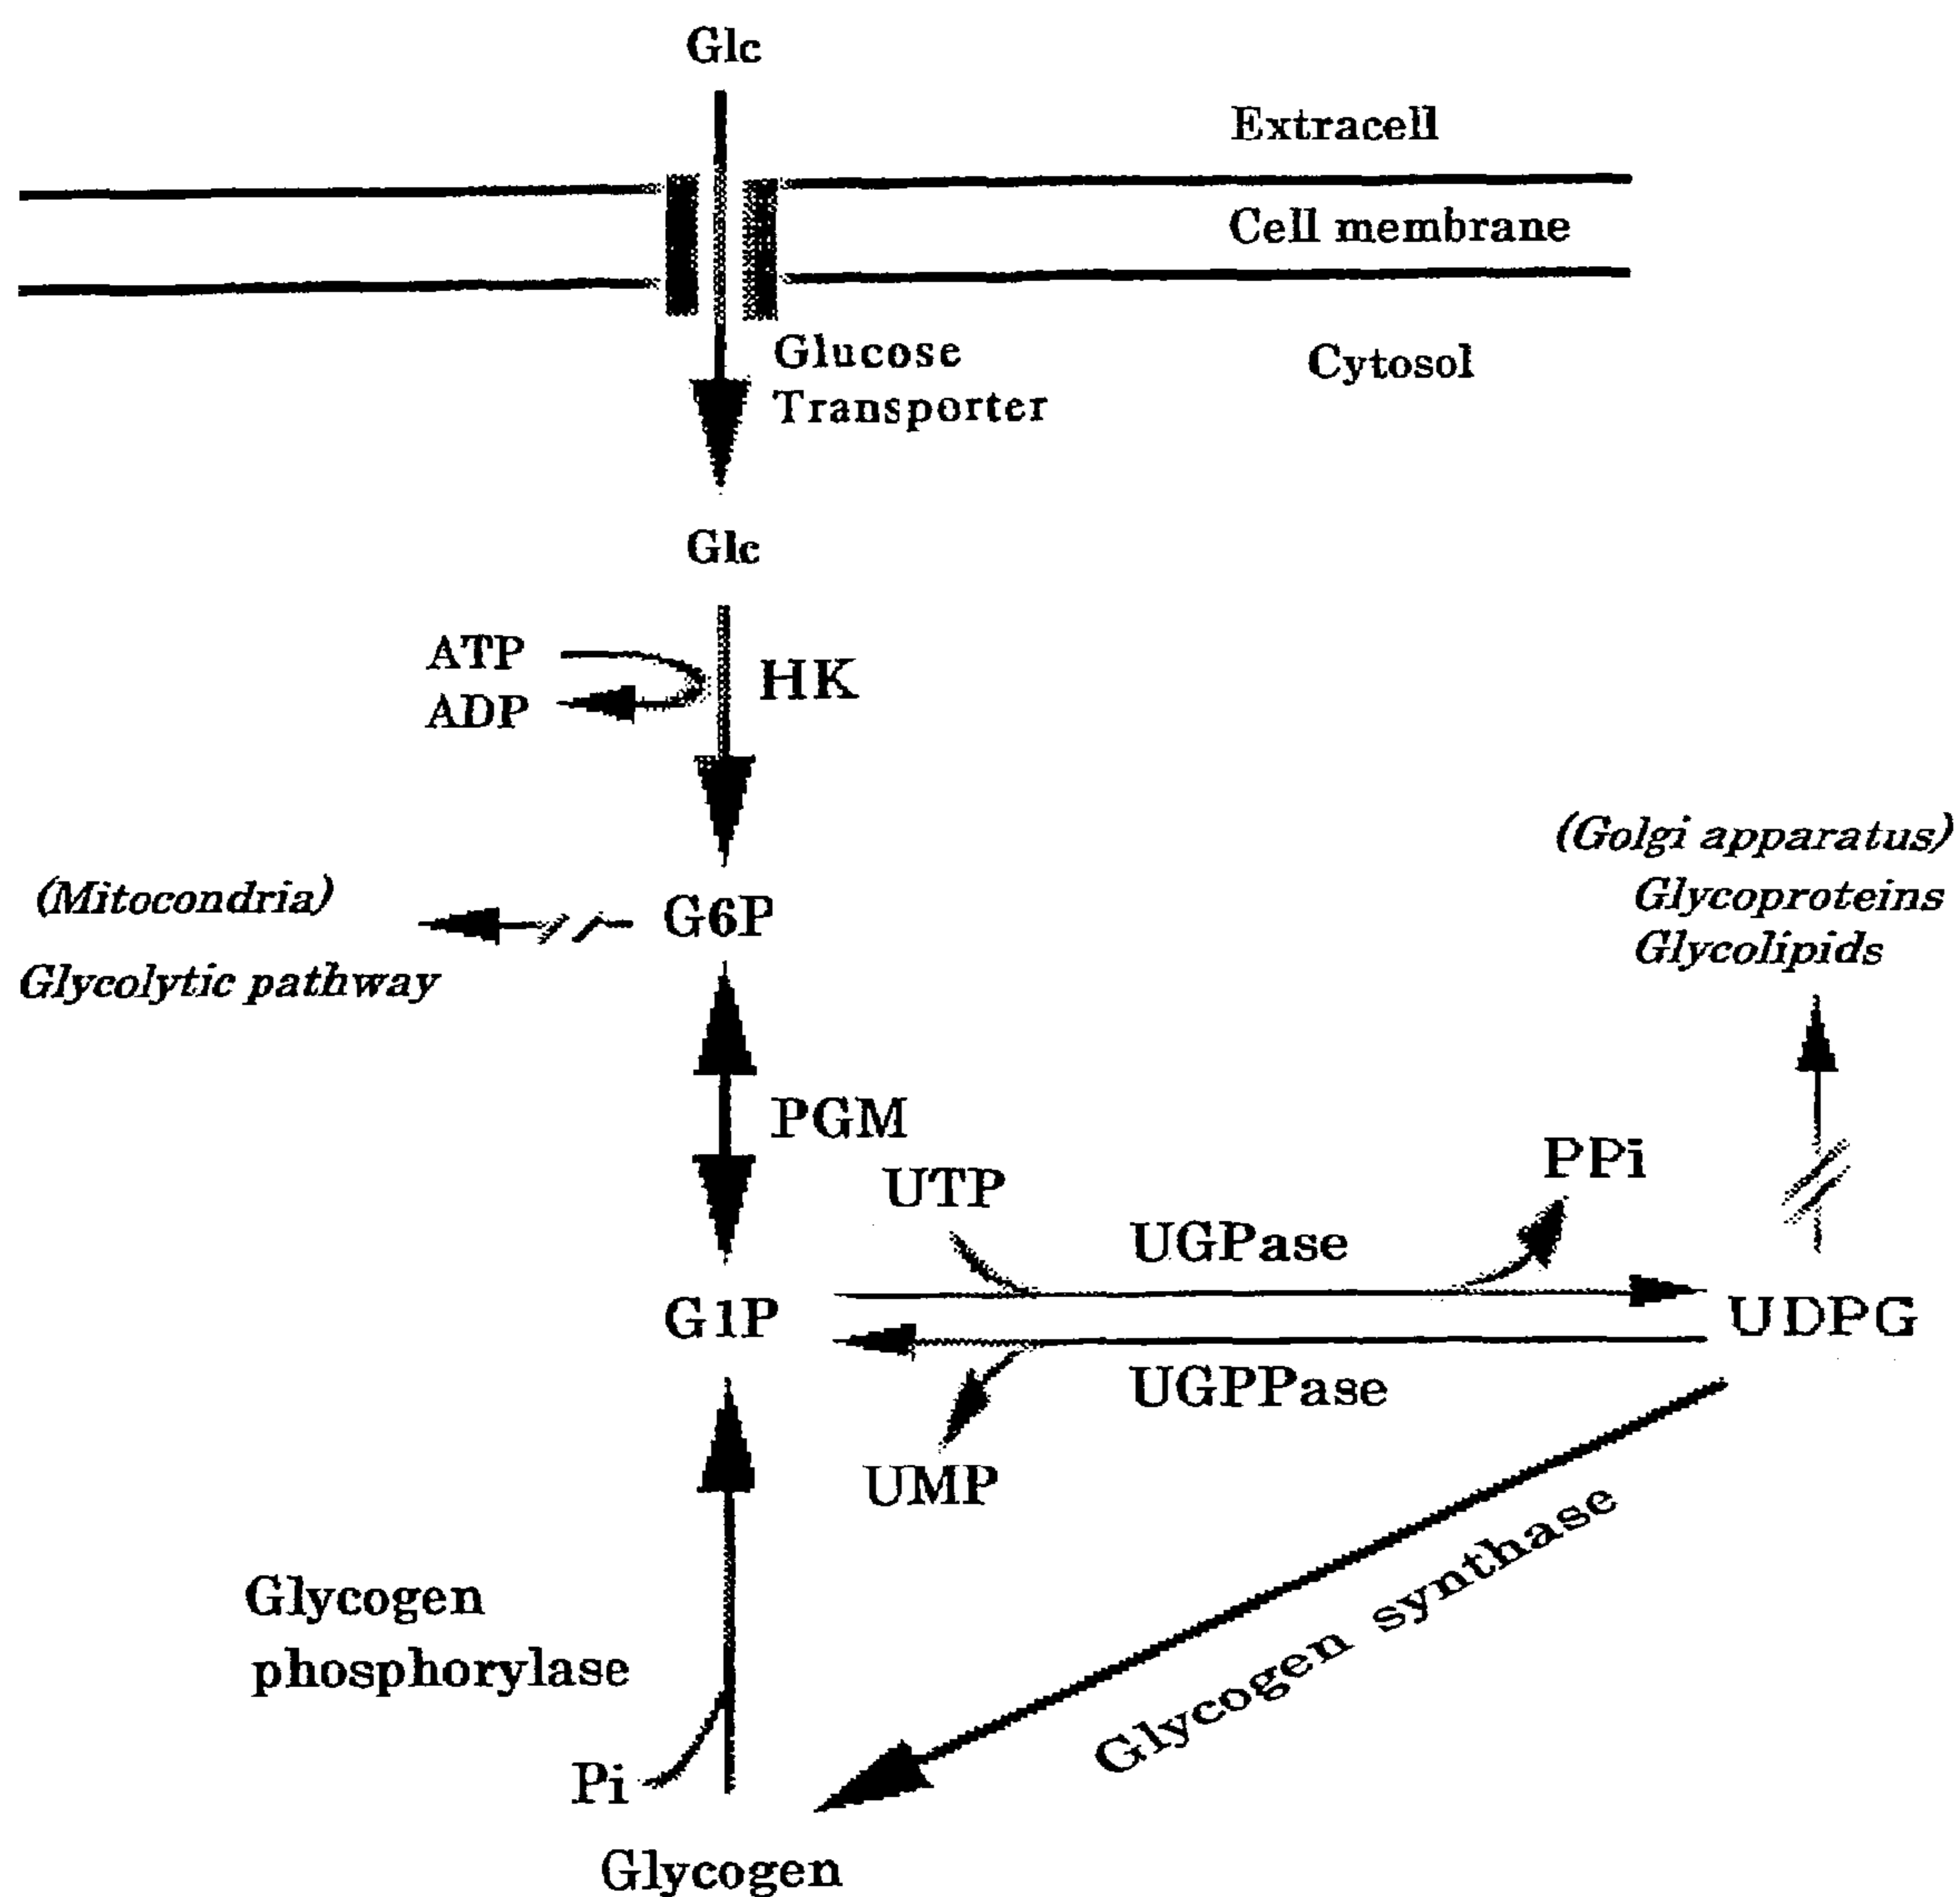 Glc
Extracell
Cell membrane
Glucose
Transporter
Cytosol
Glc
ATP
ADP
HK
(Mitocondria)
Glycolytic pathway
G6P
(Golgi apparatus)
Glycoproteins
Glycolipids
PGM
UTP
PPi
UGPase
G1P
UDPG
UGPPase
UMP
Glycogen
phosphorylase
Glycogen synthase
Pi
Glycogen